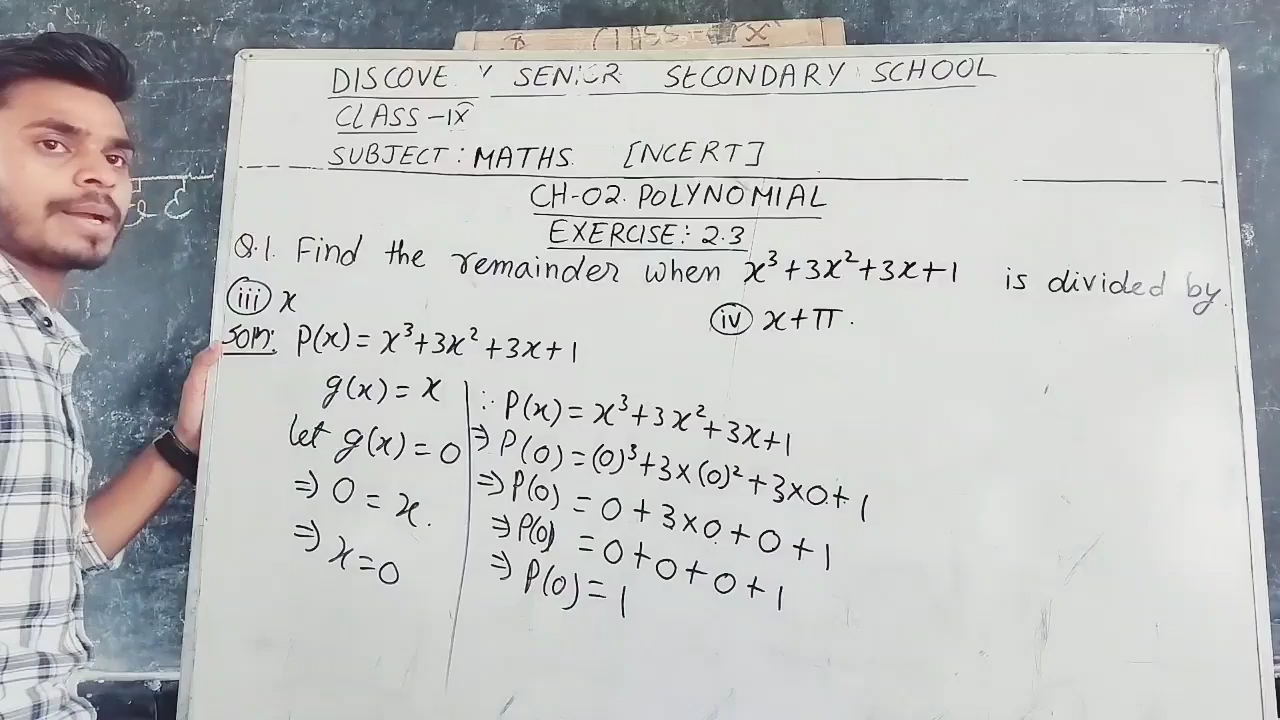 CLASS - IX
DISCOVE Y SENIOR SECONDARY SCHOOL
CLASS - IX
SUBJECT : MATHS. [NCERT]
CH-02. POLYNOMIAL
EXERCISE : 2.3
Q.1. Find the remainder when x³+3x²+3x+1 is divided by
(iii) x
(iv) x+π.
Solⁿ: P(x) = x³+3x²+3x+1
g(x) = x
let g(x) = 0
⇒ 0 = x.
⇒ x=0
∵ P(x) = x³+3x²+3x+1
⇒ P(0) = (0)³+3×(0)²+3×0+1
⇒ P(0) = 0+3×0+0+1
⇒ P(0) = 0+0+0+1
⇒ P(0) = 1